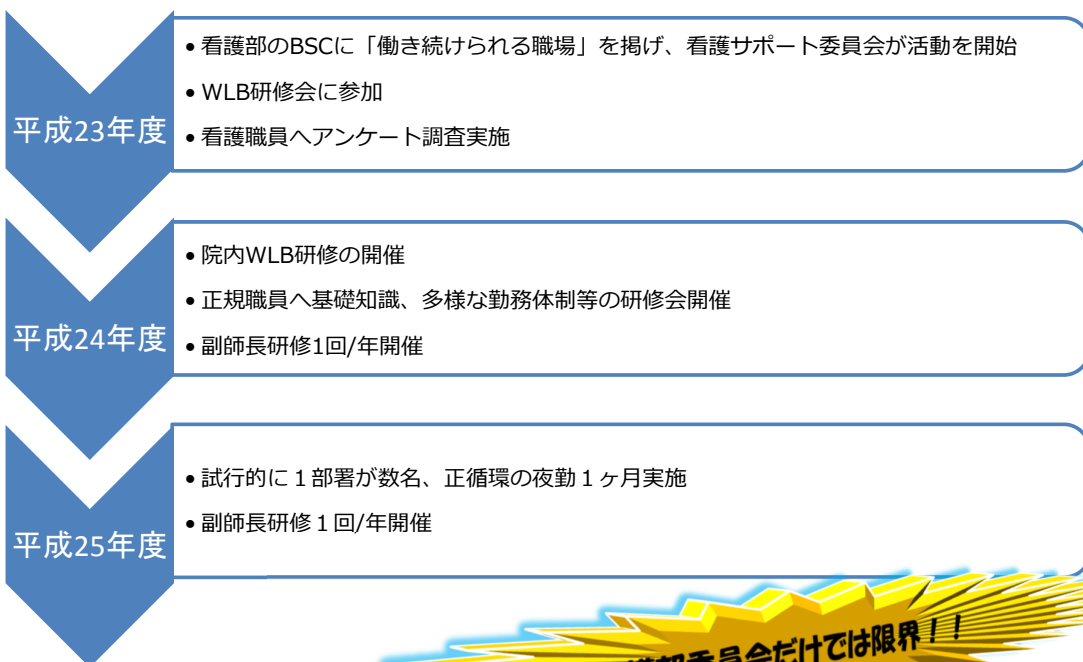 平成23年度
• 看護部のBSCに「働き続けられる職場」を掲げ、看護サポート委員会が活動を開始
• WLB研修会に参加
• 看護職員へアンケート調査実施
平成24年度
• 院内WLB研修の開催
• 正規職員へ基礎知識、多様な勤務体制等の研修会開催
• 副師長研修1回/年開催
平成25年度
• 試行的に１部署が数名、正循環の夜勤１ヶ月実施
• 副師長研修１回/年開催
部委員会だけでは限界！！